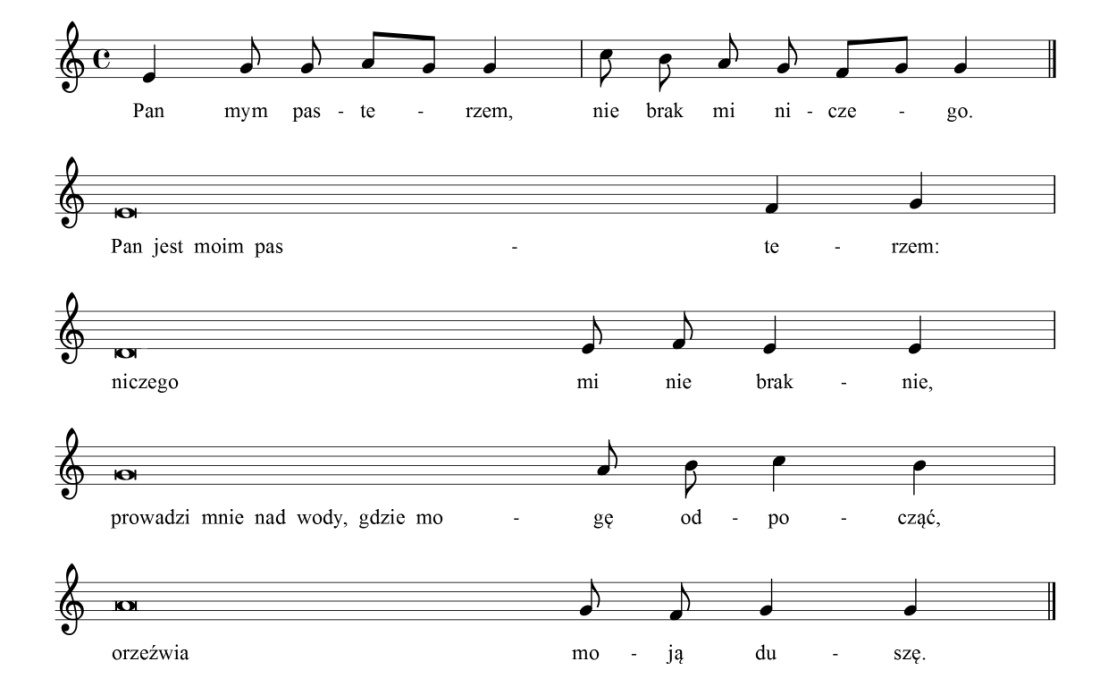 Pan mym pas - te - rzem, nie brak mi ni - cze - go.
Pan jest moim pas - te - rzem:
niczego mi nie brak - nie,
prowadzi mnie nad wody, gdzie mo - gę od - po - cząć,
orzeźwia mo - ją du - szę.